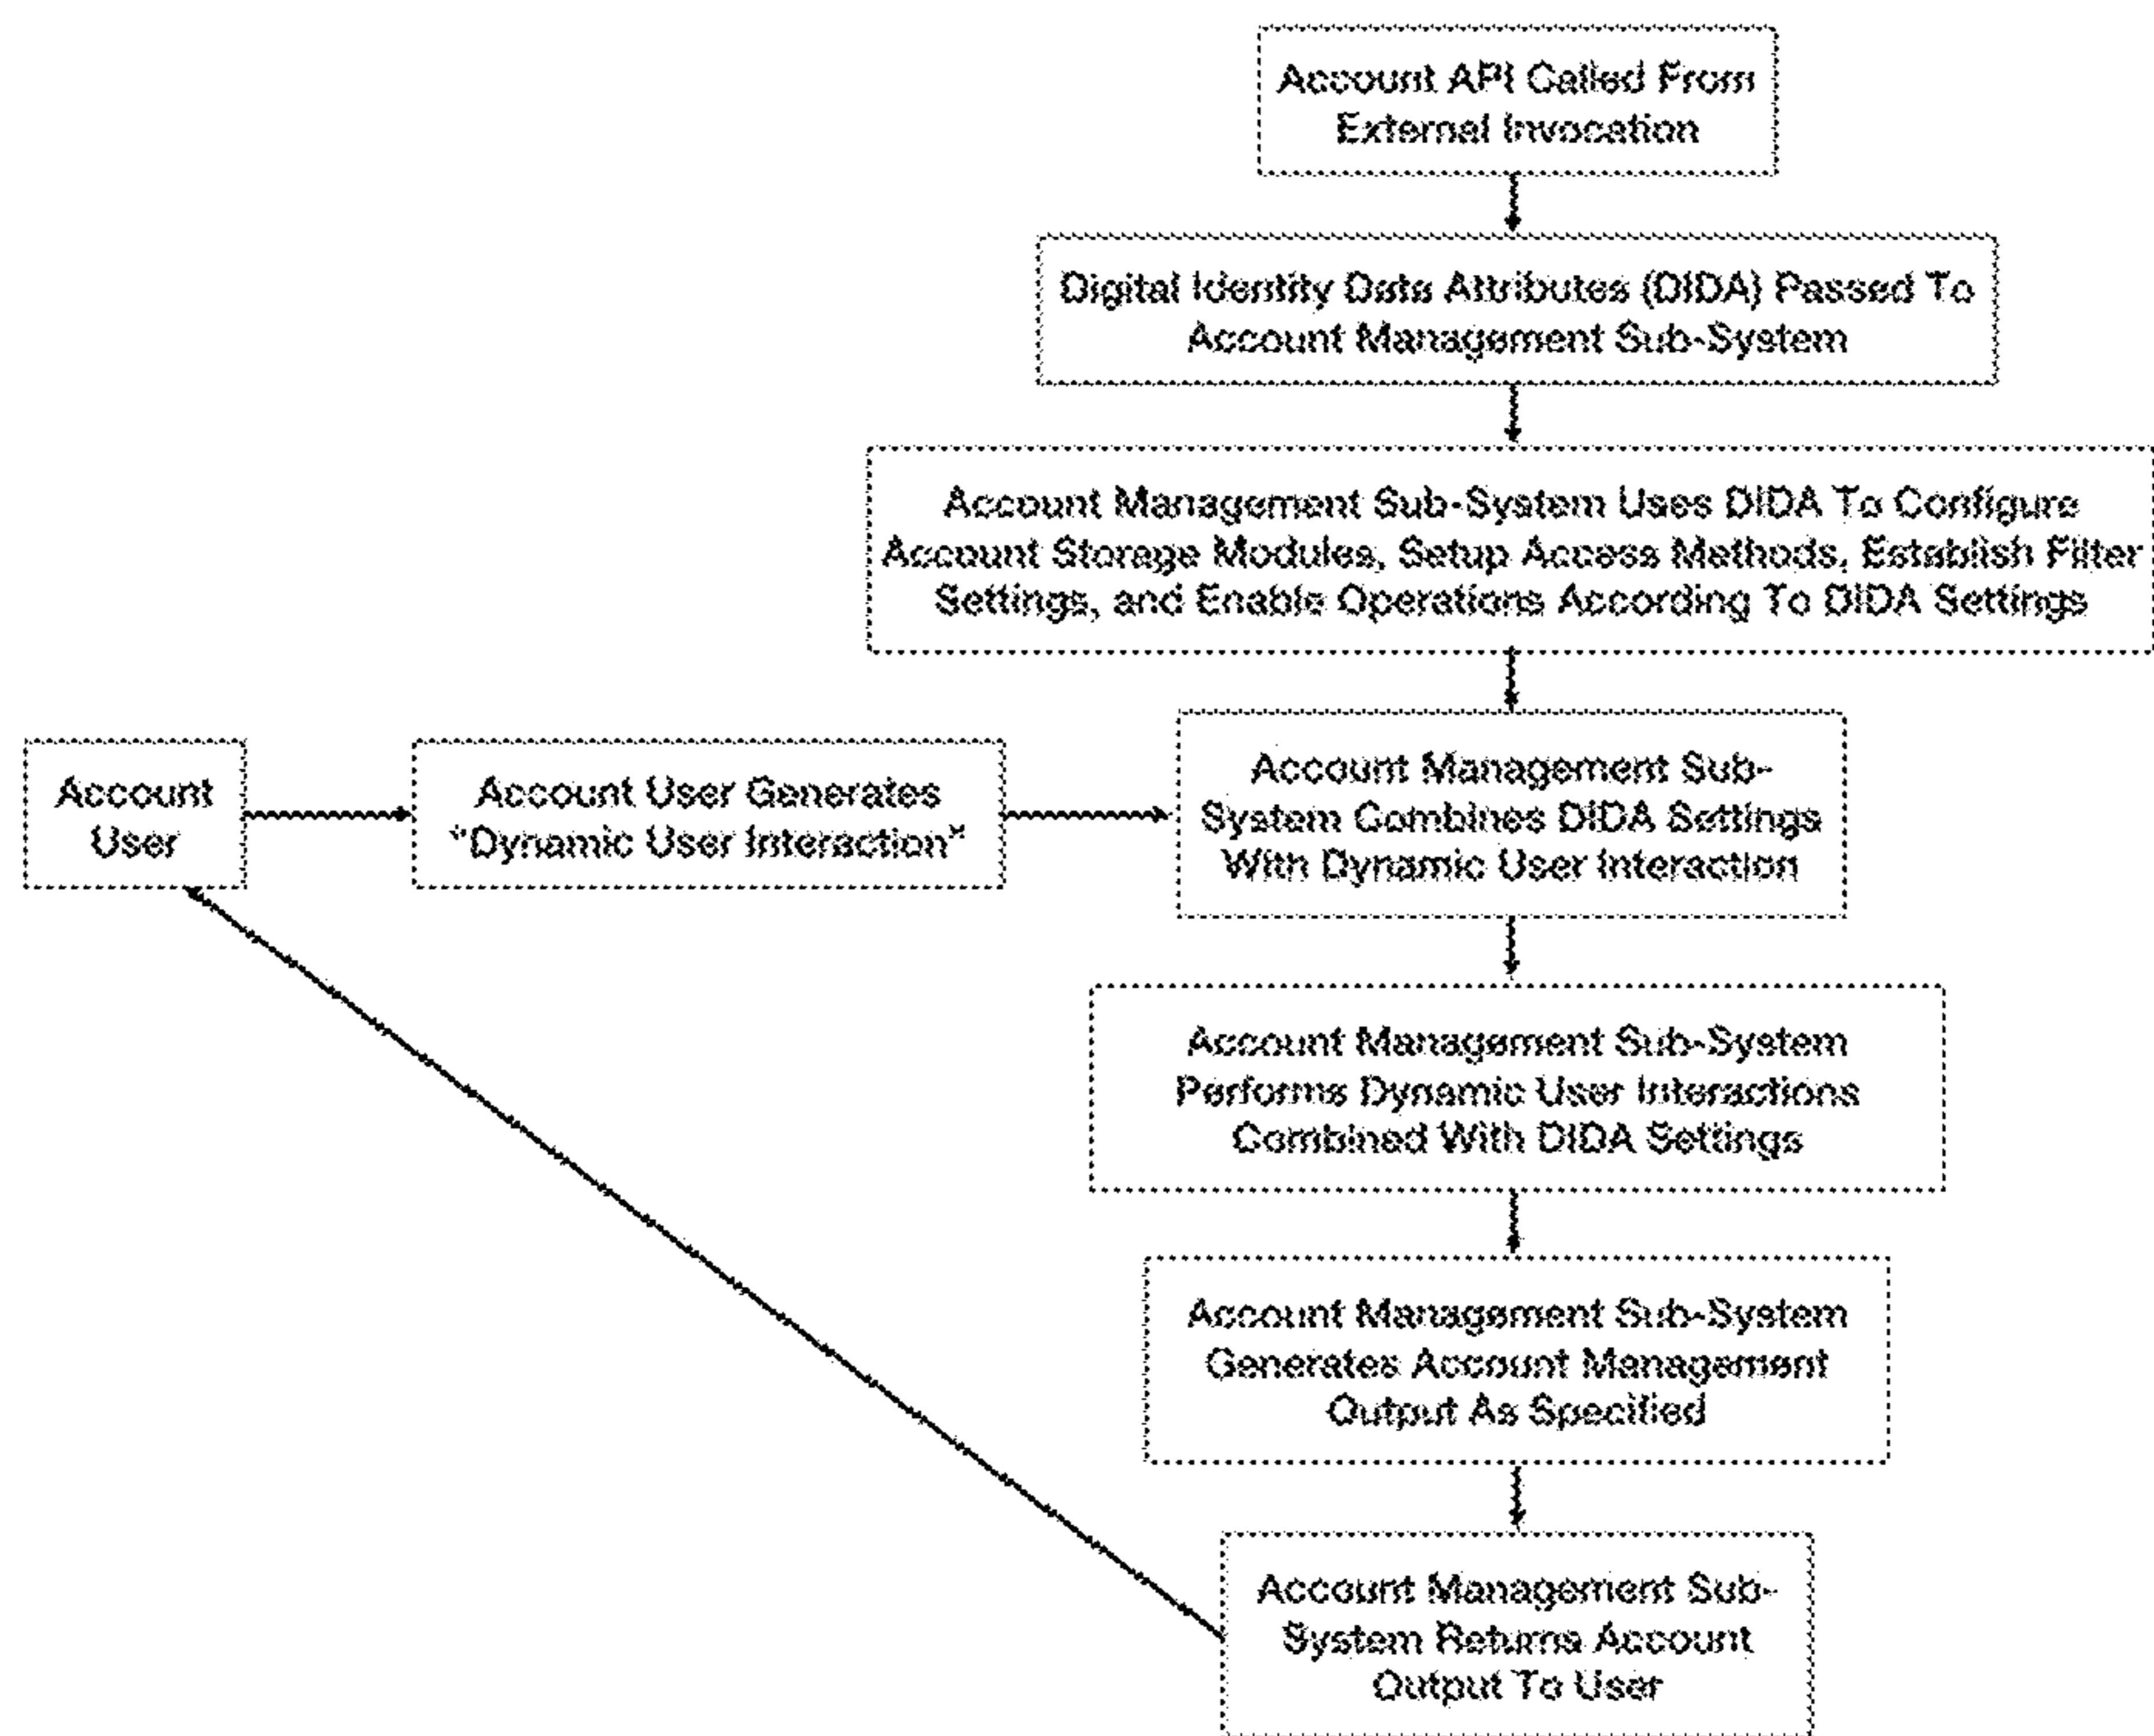 Account API Called From
External Invocation
Digital Identity Data Attributes (DIDA) Passed To
Account Management Sub-System
Account Management Sub-System Uses DIDA To Configure
Account Storage Modules, Setup Access Methods, Establish Filter
Settings, and Enable Operations According To DIDA Settings
Account
User
Account User Generates
"Dynamic User Interaction"
Account Management Sub-
System Combines DIDA Settings
With Dynamic User Interaction
Account Management Sub-System
Performs Dynamic User Interactions
Combined With DIDA Settings
Account Management Sub-System
Generates Account Management
Output As Specified
Account Management Sub-
System Returns Account
Output To User